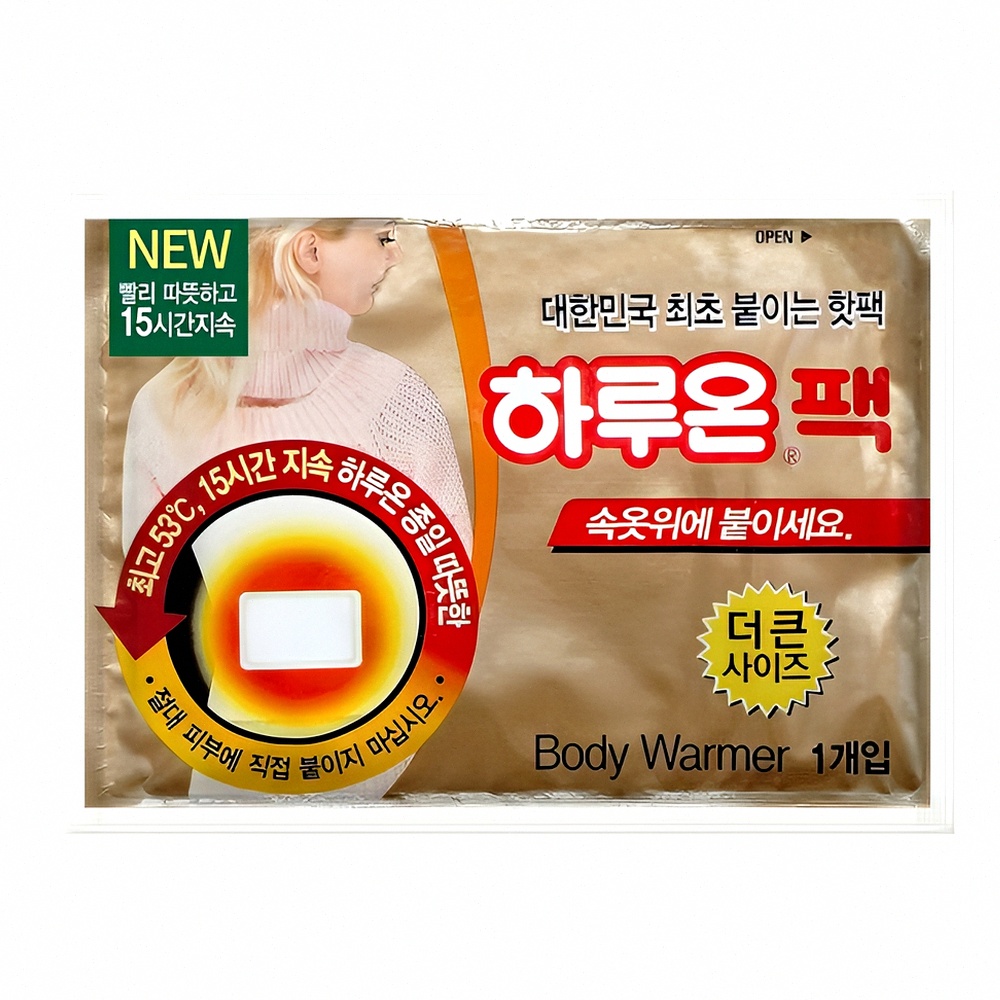 NEW
빨리 따뜻하고
15시간지속
OPEN ▶
대한민국 최초 붙이는 핫팩
하루온 팩
®
속옷위에 붙이세요.
최고 53℃, 15시간 지속 하루온 종일 따뜻한
• 절대 피부에 직접 붙이지 마십시오. •
더 큰
사이즈
Body Warmer 1개입